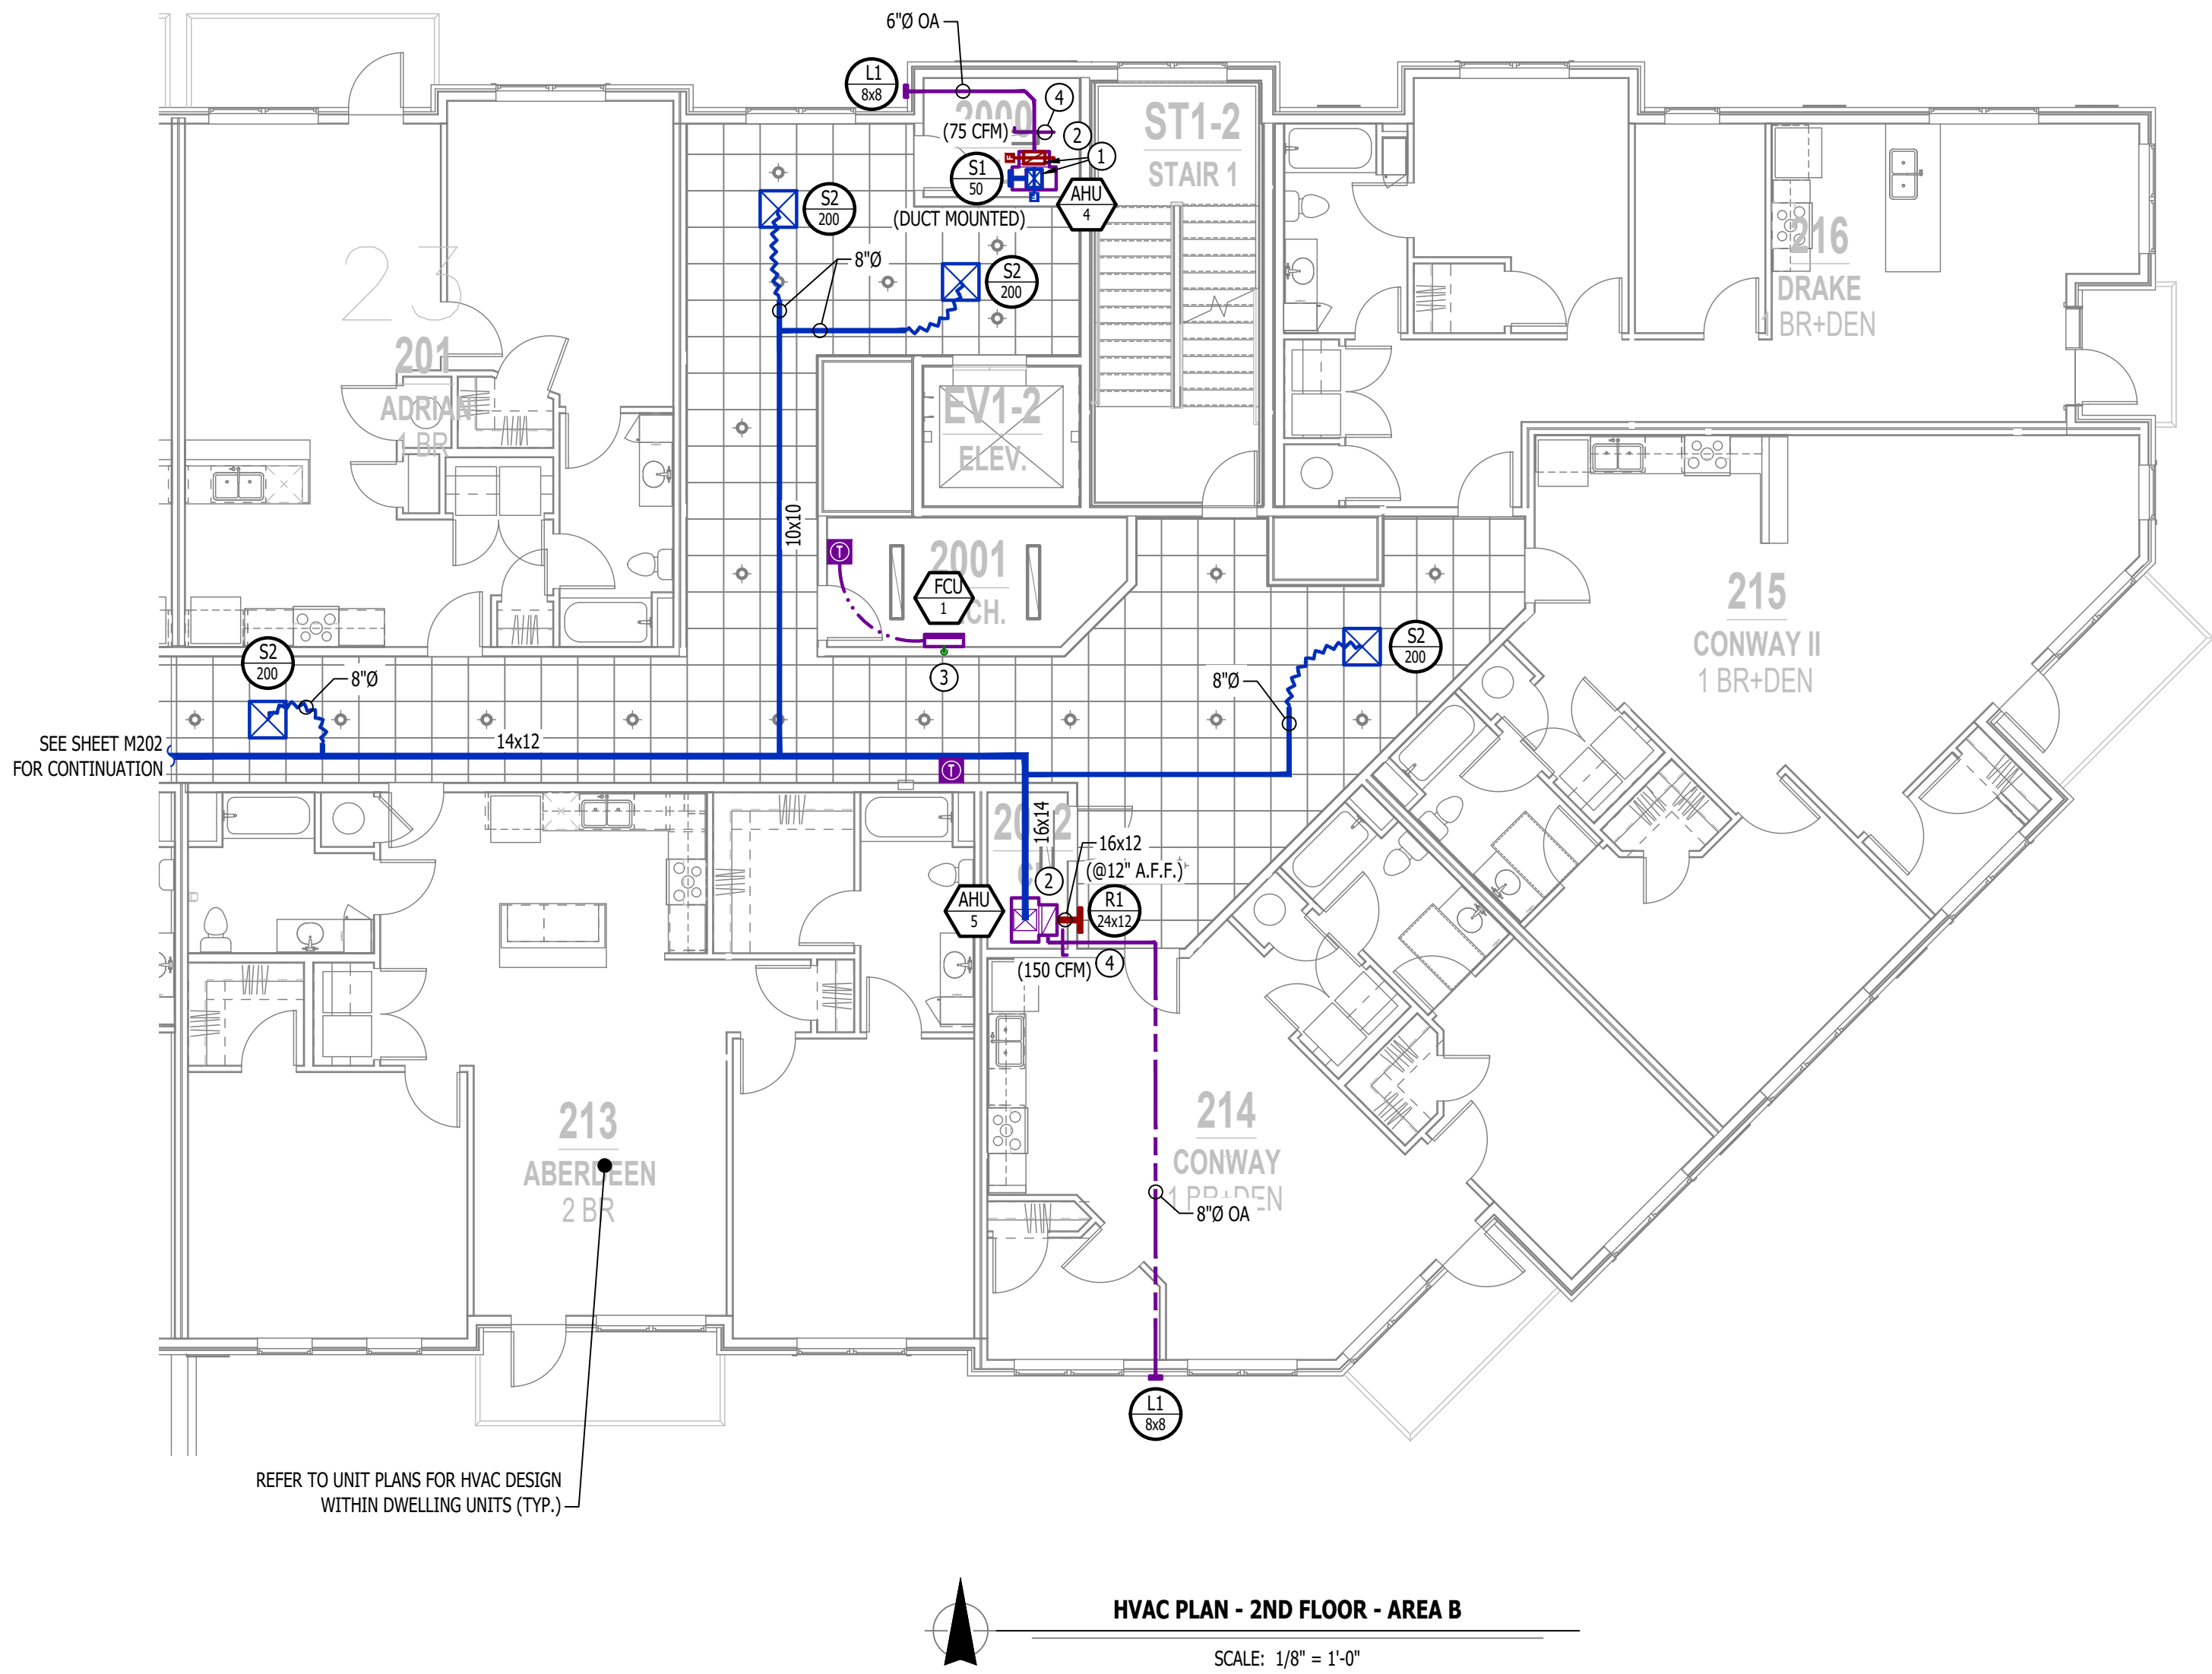 6"Ø OA
L1
8x8
4
2000
(75 CFM)
2
1
S1
50
AHU
4
(DUCT MOUNTED)
ST1-2
STAIR 1
S2
200
8"Ø
S2
200
216
DRAKE
1 BR+DEN
23
201
ADRIAN
1 BR
EV1-2
ELEV.
10x10
T
2001
FCU
1
CH.
3
215
CONWAY II
1 BR+DEN
S2
200
8"Ø
S2
200
8"Ø
SEE SHEET M202
FOR CONTINUATION
14x12
T
16x14
16x12
(@12" A.F.F.)
2
AHU
5
R1
24x12
(150 CFM)
4
213
ABERDEEN
2 BR
214
CONWAY
1 BR+DEN
8"Ø OA
L1
8x8
REFER TO UNIT PLANS FOR HVAC DESIGN
WITHIN DWELLING UNITS (TYP.)
HVAC PLAN - 2ND FLOOR - AREA B
SCALE: 1/8" = 1'-0"